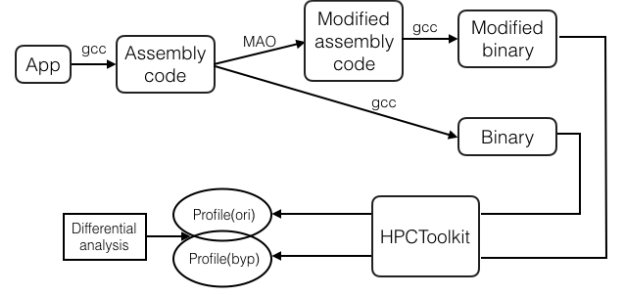 App
gcc
Assembly
code
MAO
Modified
assembly
code
gcc
Modified
binary
gcc
Binary
Profile(ori)
Differential
analysis
Profile(byp)
HPCToolkit